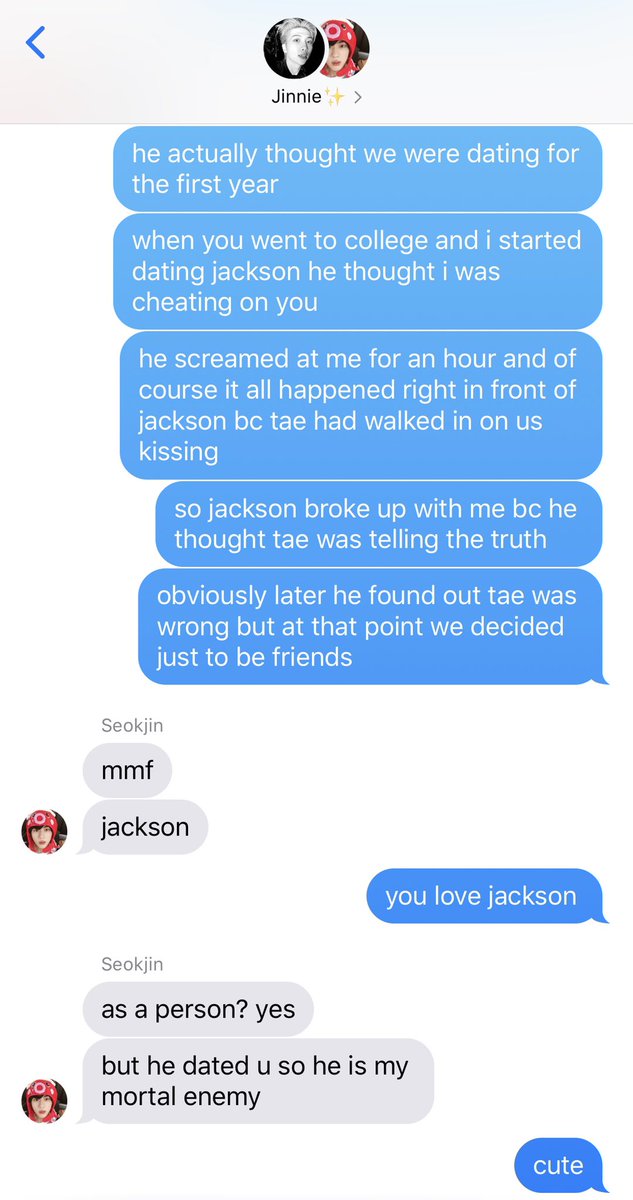 Jinnie✨
he actually thought we were dating for
the first year
when you went to college and i started
dating jackson he thought i was
cheating on you
he screamed at me for an hour and of
course it all happened right in front of
jackson bc tae had walked in on us
kissing
so jackson broke up with me bc he
thought tae was telling the truth
obviously later he found out tae was
wrong but at that point we decided
just to be friends
Seokjin
mmf
jackson
you love jackson
Seokjin
as a person? yes
but he dated u so he is my
mortal enemy
cute